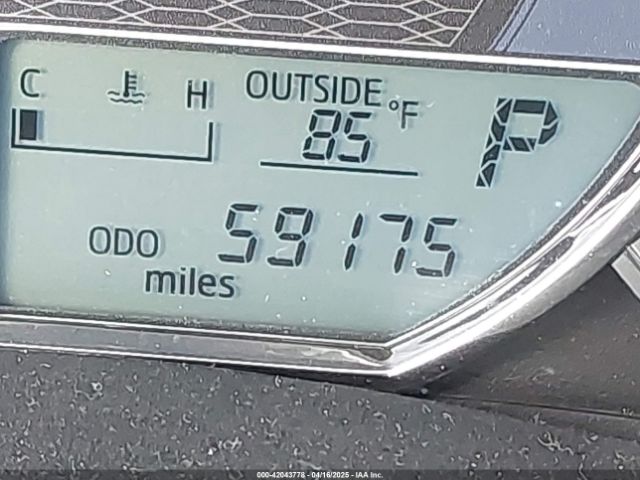 C H OUTSIDE °F P
85
ODO 59175
miles
000-42043778 - 04/16/2025 - IAA Inc.